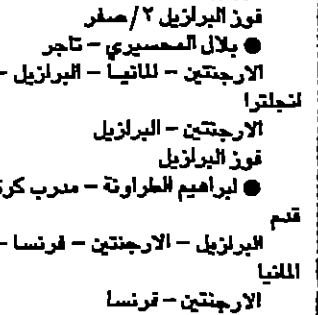 فوز البرازيل ٢/صفر
● بلال المحسيري - تاجر
الارجنتين - المانيا - البرازيل -
انجلترا
الارجنتين - البرازيل
فوز البرازيل
● ابراهيم الطراونة - مدرب كرة
قدم
البرازيل - الارجنتين - فرنسا -
المانيا
الارجنتين - فرنسا